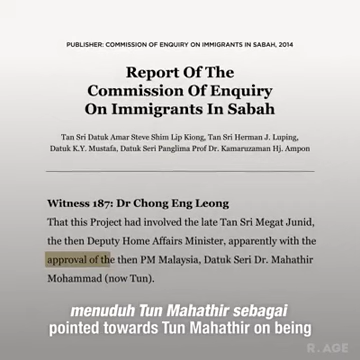 PUBLISHER: COMMISSION OF ENQUIRY ON IMMIGRANTS IN SABAH, 2014
Report Of The
Commission Of Enquiry
On Immigrants In Sabah
Tan Sri Datuk Amar Steve Shim Lip Kiong, Tan Sri Herman J. Luping,
Datuk K.Y. Mustafa, Datuk Seri Panglima Prof Dr. Kamaruzaman Hj. Ampon
Witness 187: Dr Chong Eng Leong
That this Project had involved the late Tan Sri Megat Junid,
the then Deputy Home Affairs Minister, apparently with the
approval of the then PM Malaysia, Datuk Seri Dr. Mahathir
Mohammad (now Tun).
menuduh Tun Mahathir sebagai
pointed towards Tun Mahathir on being
R.AGE